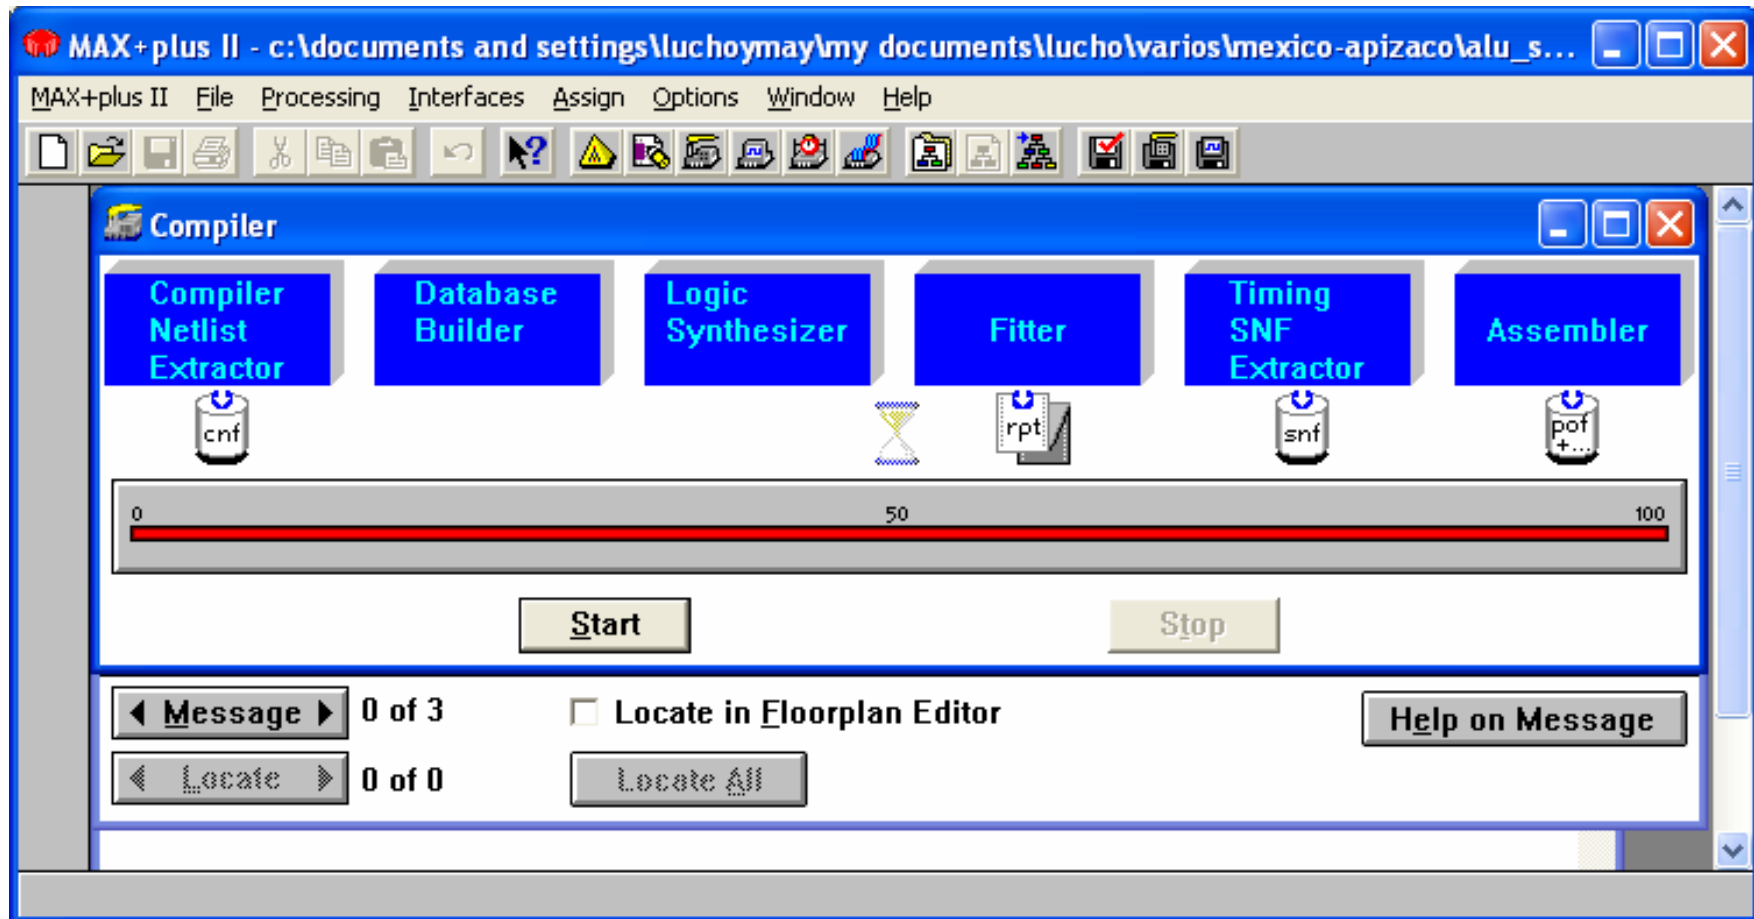 MAX+plus II - c:\documents and settings\luchoymay\my documents\lucho\varios\mexico-apizaco\alu_s...
MAX+plus II File Processing Interfaces Assign Options Window Help
Compiler
Compiler Netlist Extractor
Database Builder
Logic Synthesizer
Fitter
Timing SNF Extractor
Assembler
cnf
rpt
snf
pof +...
0 50 100
Start Stop
Message 0 of 3 Locate in Floorplan Editor Help on Message
Locate 0 of 0 Locate All